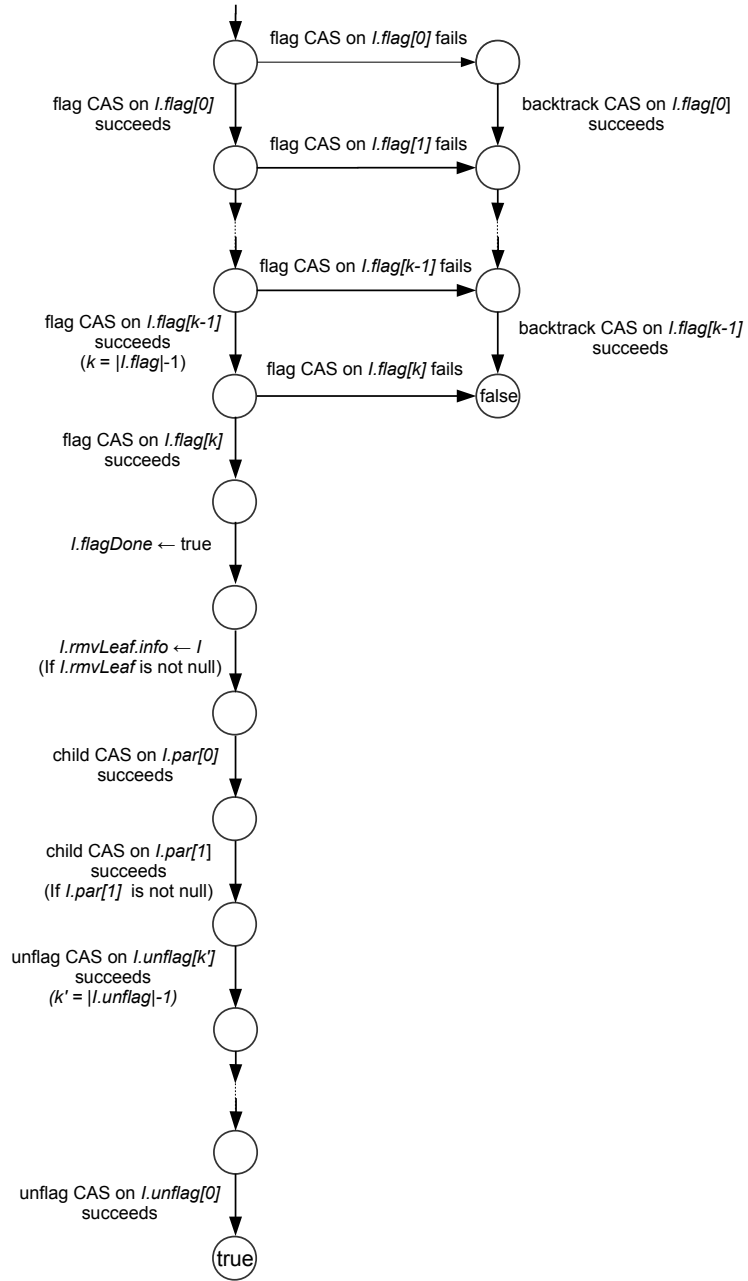 flag CAS on I.flag[0] fails
flag CAS on I.flag[0]
succeeds
backtrack CAS on I.flag[0]
succeeds
flag CAS on I.flag[1] fails
flag CAS on I.flag[k-1] fails
flag CAS on I.flag[k-1]
succeeds
(k = |I.flag|-1)
backtrack CAS on I.flag[k-1]
succeeds
flag CAS on I.flag[k] fails
false
flag CAS on I.flag[k]
succeeds
I.flagDone ← true
I.rmvLeaf.info ← I
(If I.rmvLeaf is not null)
child CAS on I.par[0]
succeeds
child CAS on I.par[1]
succeeds
(If I.par[1] is not null)
unflag CAS on I.unflag[k']
succeeds
(k' = |I.unflag|-1)
unflag CAS on I.unflag[0]
succeeds
true